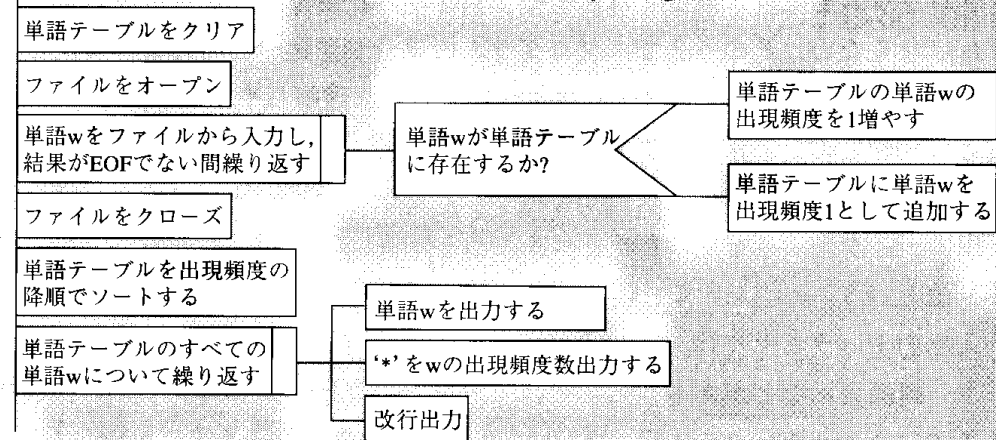 単語テーブルをクリア
ファイルをオープン
単語wをファイルから入力し,
結果がEOFでない間繰り返す
単語wが単語テーブル
に存在するか?
単語テーブルの単語wの
出現頻度を1増やす
単語テーブルに単語wを
出現頻度1として追加する
ファイルをクローズ
単語テーブルを出現頻度の
降順でソートする
単語テーブルのすべての
単語wについて繰り返す
単語wを出力する
‘*’をwの出現頻度数出力する
改行出力